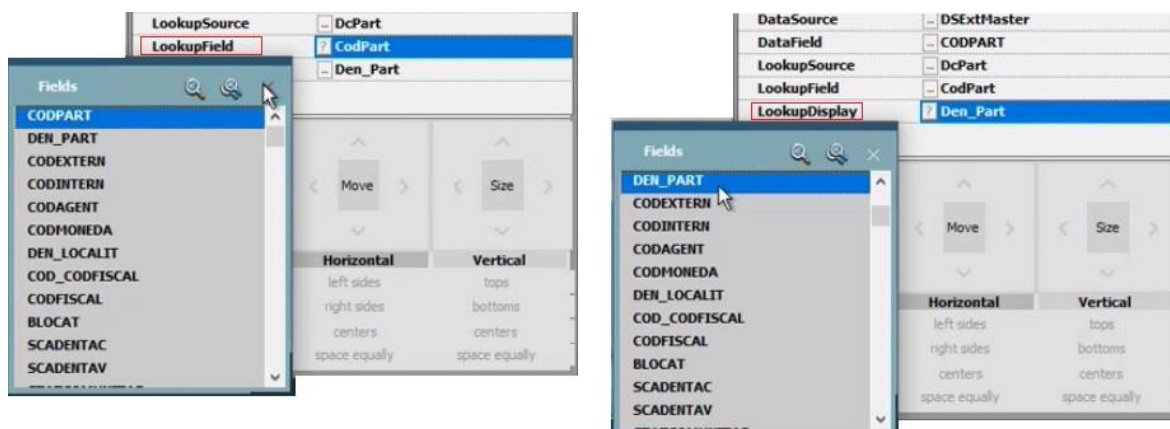 LookupSource ... DcPart
LookupField ? CodPart
... Den_Part
Fields
CODPART
DEN_PART
CODEXTERN
CODINTERN
CODAGENT
CODMONEDA
DEN_LOCALIT
COD_CODFISCAL
CODFISCAL
BLOCAT
SCADENTAC
SCADENTAV
Move Size
Horizontal Vertical
left sides tops
right sides bottoms
centers centers
space equally space equally
DataSource ... DSExtMaster
DataField ... CODPART
LookupSource ... DcPart
LookupField ... CodPart
LookupDisplay ? Den_Part
Fields
DEN_PART
CODEXTERN
CODINTERN
CODAGENT
CODMONEDA
DEN_LOCALIT
COD_CODFISCAL
CODFISCAL
BLOCAT
SCADENTAC
SCADENTAV
Move Size
Horizontal Vertical
left sides tops
right sides bottoms
centers centers
space equally space equally